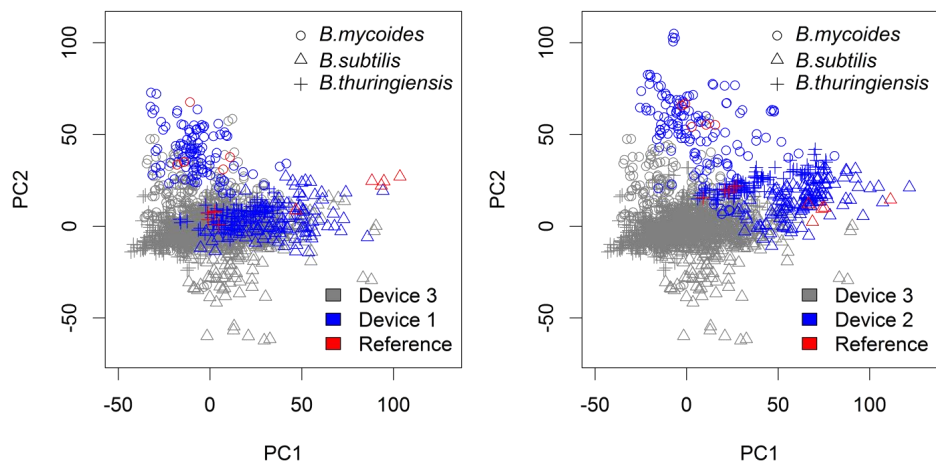 B.mycoides
B.subtilis
B.thuringiensis
100
50
0
-50
PC2
Device 3
Device 1
Reference
-50
0
50
100
PC1
B.mycoides
B.subtilis
B.thuringiensis
100
50
0
-50
PC2
Device 3
Device 2
Reference
-50
0
50
100
PC1